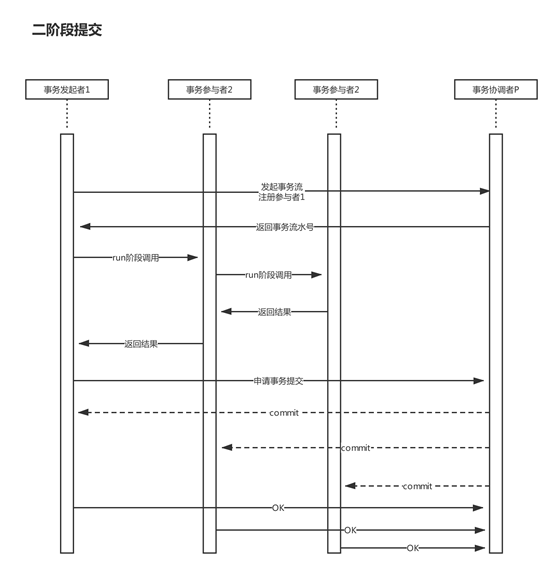 二阶段提交
事务发起者1
事务参与者2
事务参与者2
事务协调者P
发起事务流
注册参与者1
返回事务流水号
run阶段调用
run阶段调用
返回结果
返回结果
申请事务提交
commit
commit
commit
OK
OK
OK